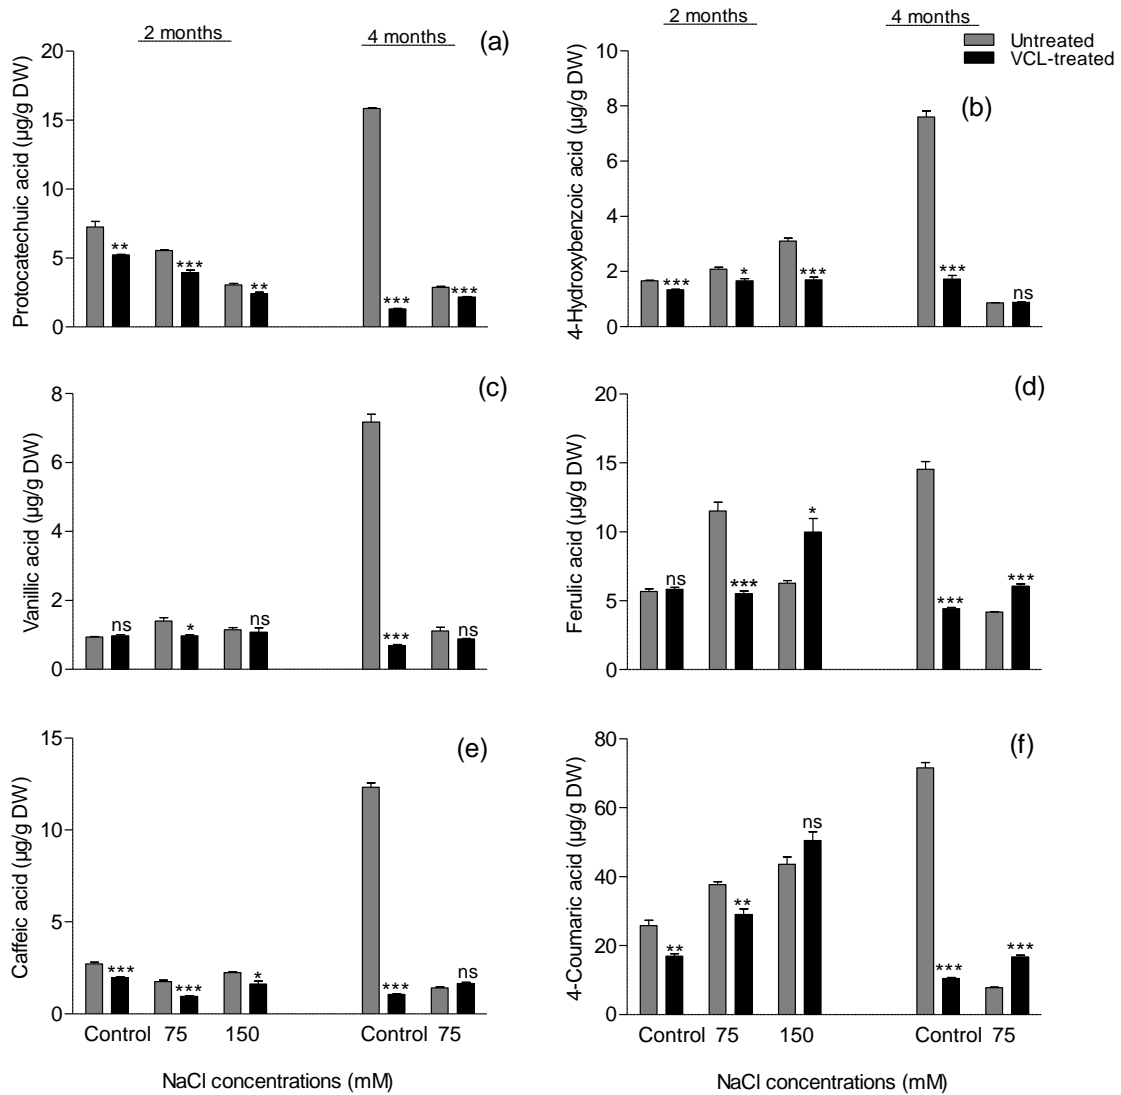 2 months
4 months
(a)
Protocatechuic acid (µg/g DW)
20
15
10
5
0
**
***
**
***
***
2 months
4 months
Untreated
VCL-treated
(b)
4-Hydroxybenzoic acid (µg/g DW)
10
8
6
4
2
0
***
*
***
***
ns
(c)
Vanillic acid (µg/g DW)
8
6
4
2
0
ns
*
ns
***
ns
(d)
Ferulic acid (µg/g DW)
20
15
10
5
0
ns
***
*
***
***
(e)
Caffeic acid (µg/g DW)
15
10
5
0
***
***
*
***
ns
Control 75 150 Control 75
NaCl concentrations (mM)
(f)
4-Coumaric acid (µg/g DW)
80
60
40
20
0
**
**
ns
***
***
Control 75 150 Control 75
NaCl concentrations (mM)